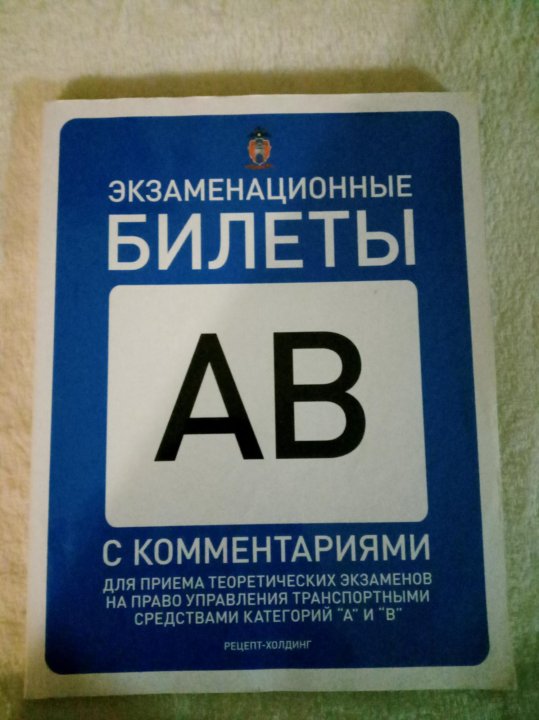 ЭКЗАМЕНАЦИОННЫЕ
БИЛЕТЫ
АВ
С КОММЕНТАРИЯМИ
ДЛЯ ПРИЕМА ТЕОРЕТИЧЕСКИХ ЭКЗАМЕНОВ
НА ПРАВО УПРАВЛЕНИЯ ТРАНСПОРТНЫМИ
СРЕДСТВАМИ КАТЕГОРИЙ "А" И "В"
РЕЦЕПТ-ХОЛДИНГ